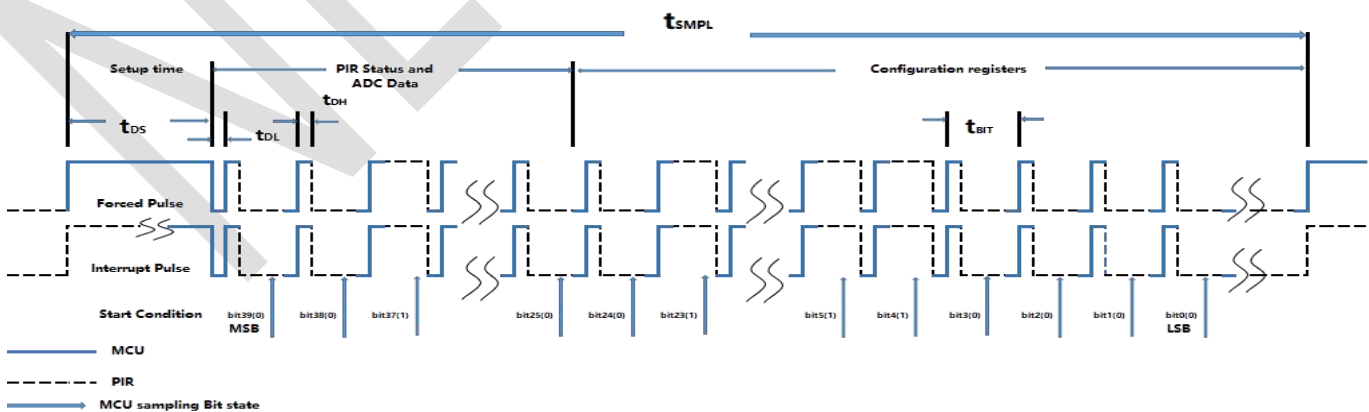 tSMPL
Setup time
PIR Status and
ADC Data
Configuration registers
tDH
tDS
tDL
tBIT
Forced Pulse
Interrupt Pulse
Start Condition
bit39(0)
MSB
bit38(0)
bit37(1)
bit25(0)
bit24(0)
bit23(1)
bit5(1)
bit4(1)
bit3(0)
bit2(0)
bit1(0)
bit0(0)
LSB
MCU
PIR
MCU sampling Bit state